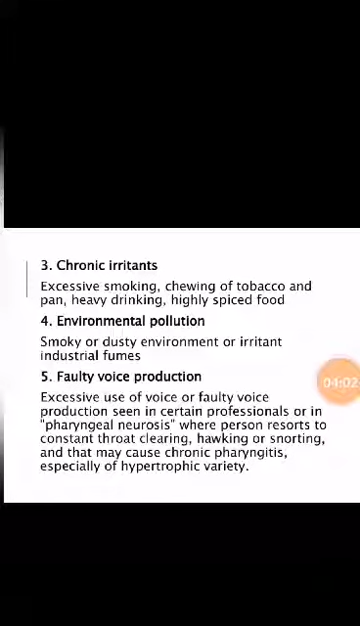 3. Chronic irritants
Excessive smoking, chewing of tobacco and
pan, heavy drinking, highly spiced food
4. Environmental pollution
Smoky or dusty environment or irritant
industrial fumes
5. Faulty voice production
Excessive use of voice or faulty voice
production seen in certain professionals or in
"pharyngeal neurosis" where person resorts to
constant throat clearing, hawking or snorting,
and that may cause chronic pharyngitis,
especially of hypertrophic variety.
04:02